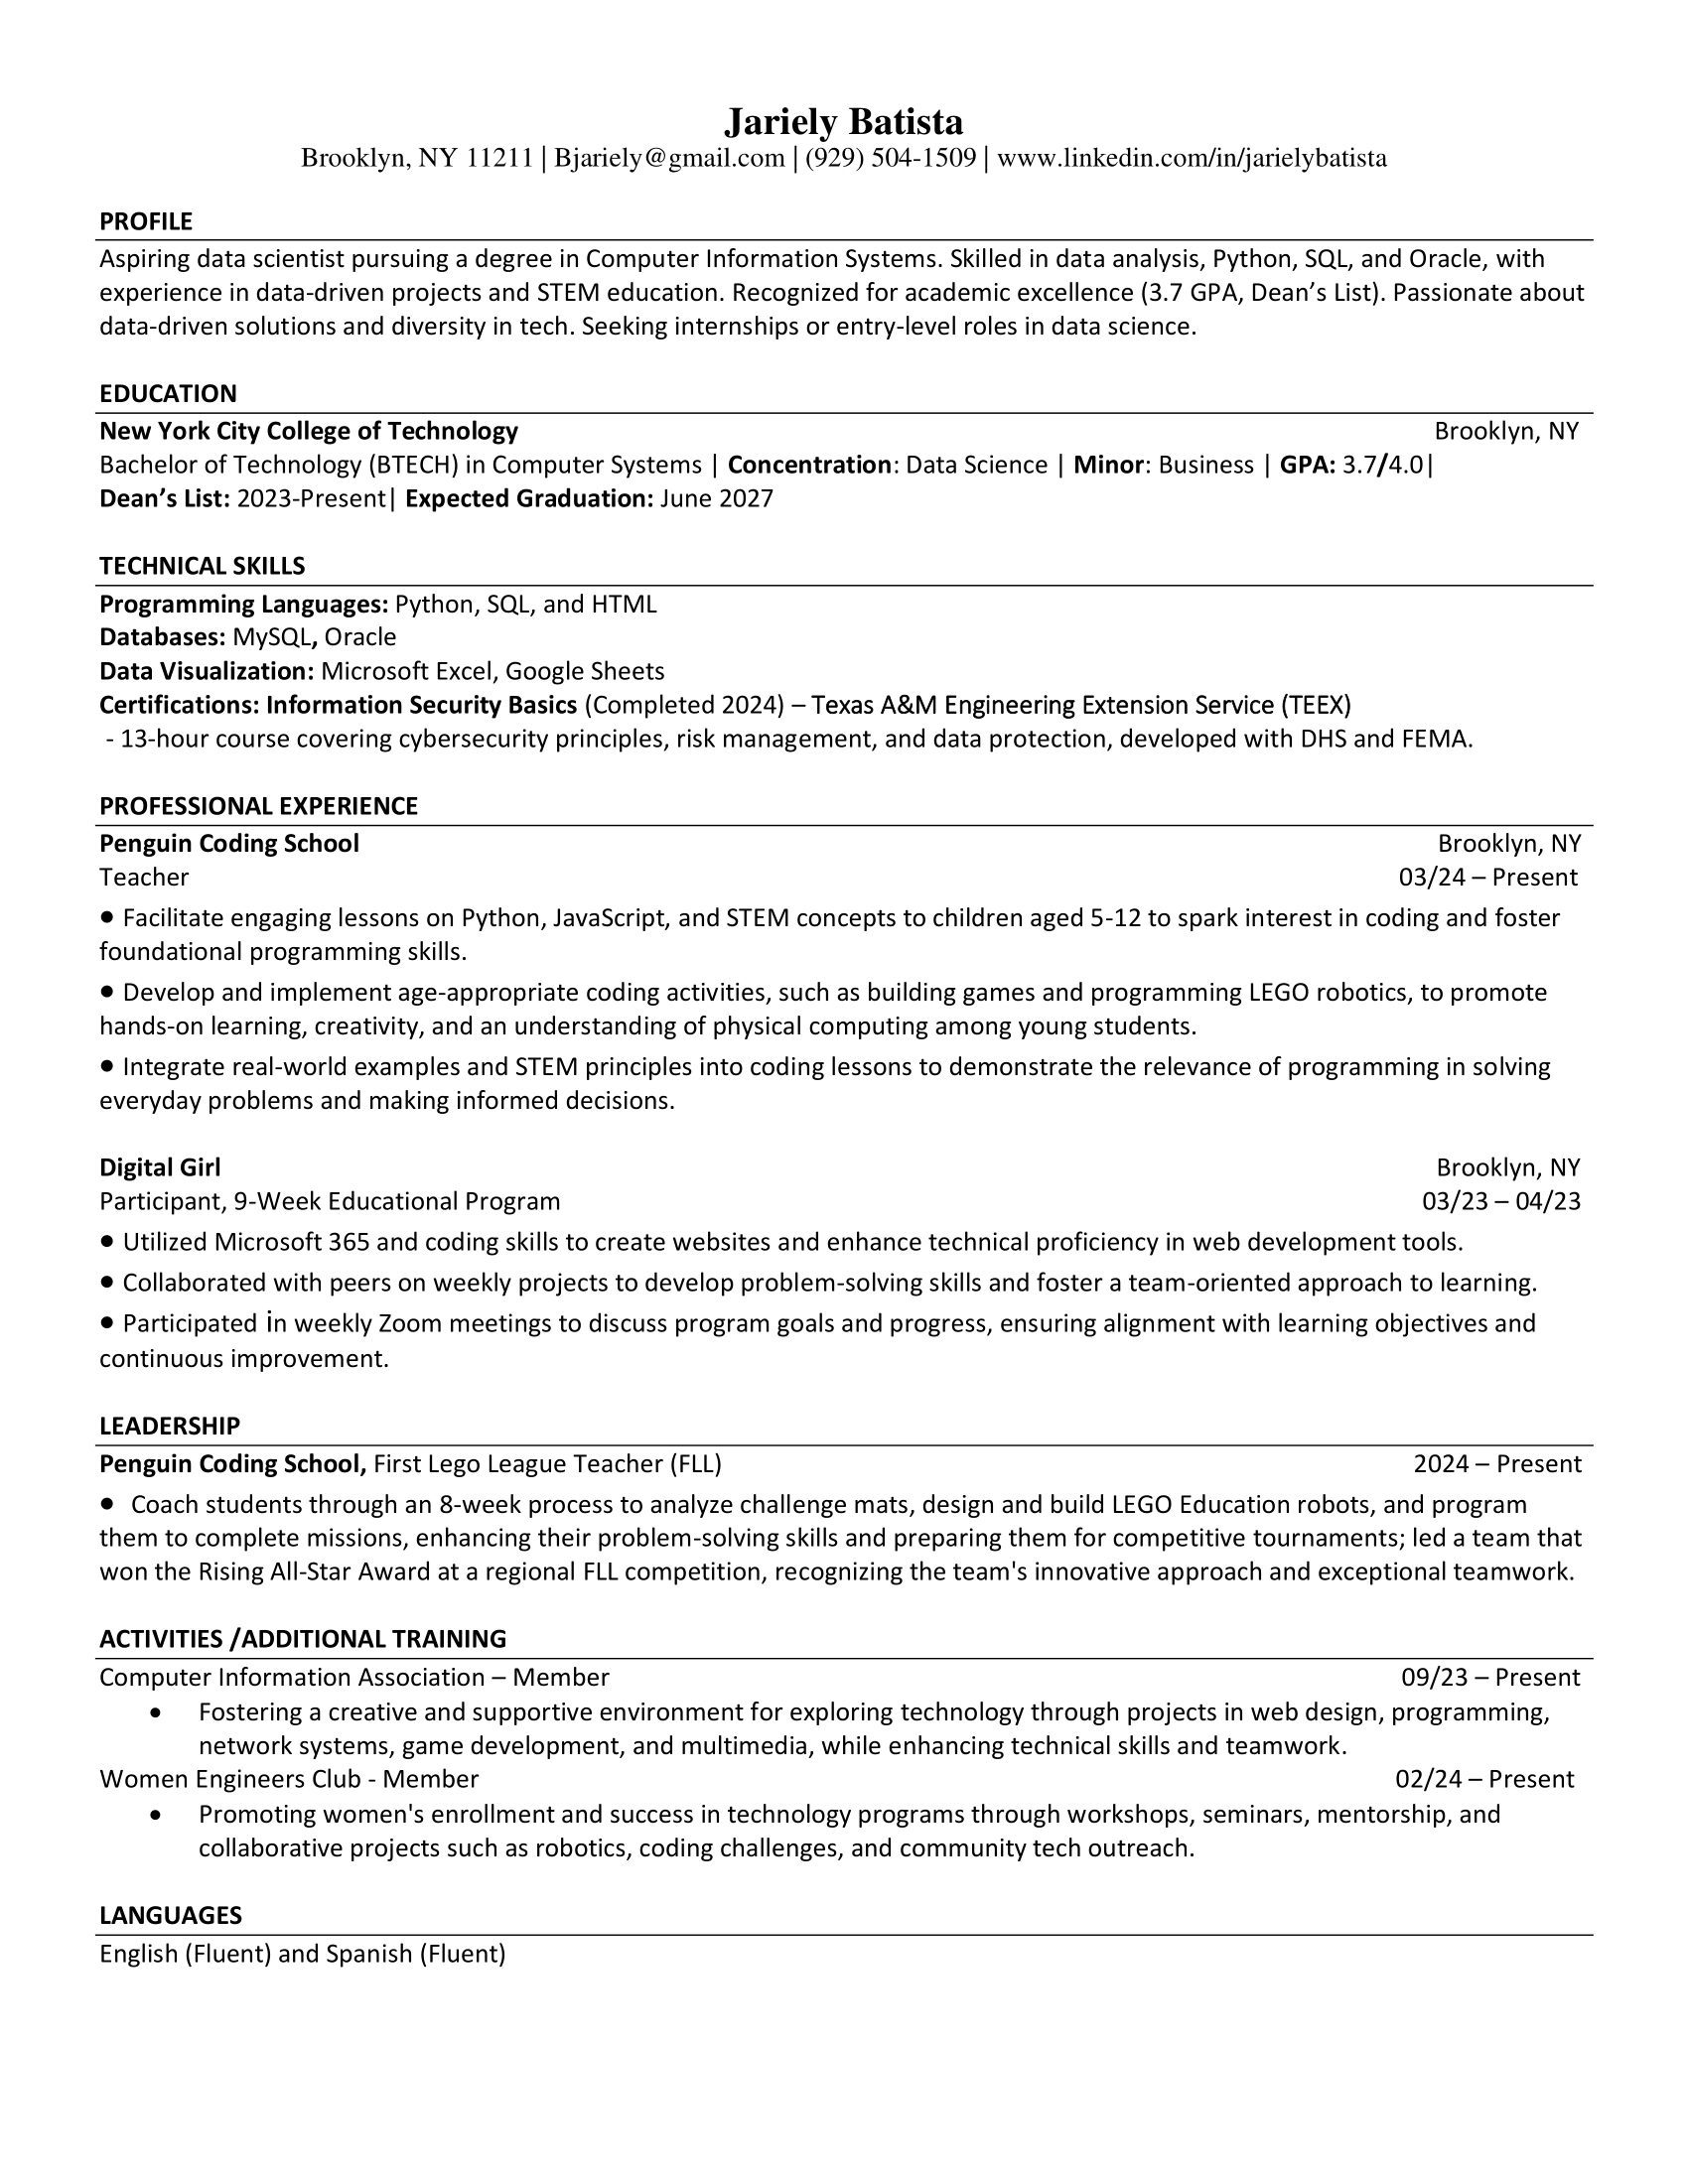 Jariely Batista
Brooklyn, NY 11211 | Bjariely@gmail.com | (929) 504-1509 | www.linkedin.com/in/jarielybatista
PROFILE
Aspiring data scientist pursuing a degree in Computer Information Systems. Skilled in data analysis, Python, SQL, and Oracle, with
experience in data-driven projects and STEM education. Recognized for academic excellence (3.7 GPA, Dean’s List). Passionate about
data-driven solutions and diversity in tech. Seeking internships or entry-level roles in data science.
EDUCATION
New York City College of Technology Brooklyn, NY
Bachelor of Technology (BTECH) in Computer Systems | Concentration: Data Science | Minor: Business | GPA: 3.7/4.0|
Dean’s List: 2023-Present| Expected Graduation: June 2027
TECHNICAL SKILLS
Programming Languages: Python, SQL, and HTML
Databases: MySQL, Oracle
Data Visualization: Microsoft Excel, Google Sheets
Certifications: Information Security Basics (Completed 2024) – Texas A&M Engineering Extension Service (TEEX)
- 13-hour course covering cybersecurity principles, risk management, and data protection, developed with DHS and FEMA.
PROFESSIONAL EXPERIENCE
Penguin Coding School Brooklyn, NY
Teacher 03/24 – Present
• Facilitate engaging lessons on Python, JavaScript, and STEM concepts to children aged 5-12 to spark interest in coding and foster
foundational programming skills.
• Develop and implement age-appropriate coding activities, such as building games and programming LEGO robotics, to promote
hands-on learning, creativity, and an understanding of physical computing among young students.
• Integrate real-world examples and STEM principles into coding lessons to demonstrate the relevance of programming in solving
everyday problems and making informed decisions.
Digital Girl Brooklyn, NY
Participant, 9-Week Educational Program 03/23 – 04/23
• Utilized Microsoft 365 and coding skills to create websites and enhance technical proficiency in web development tools.
• Collaborated with peers on weekly projects to develop problem-solving skills and foster a team-oriented approach to learning.
• Participated in weekly Zoom meetings to discuss program goals and progress, ensuring alignment with learning objectives and
continuous improvement.
LEADERSHIP
Penguin Coding School, First Lego League Teacher (FLL) 2024 – Present
• Coach students through an 8-week process to analyze challenge mats, design and build LEGO Education robots, and program
them to complete missions, enhancing their problem-solving skills and preparing them for competitive tournaments; led a team that
won the Rising All-Star Award at a regional FLL competition, recognizing the team's innovative approach and exceptional teamwork.
ACTIVITIES /ADDITIONAL TRAINING
Computer Information Association – Member 09/23 – Present
• Fostering a creative and supportive environment for exploring technology through projects in web design, programming,
network systems, game development, and multimedia, while enhancing technical skills and teamwork.
Women Engineers Club - Member 02/24 – Present
• Promoting women's enrollment and success in technology programs through workshops, seminars, mentorship, and
collaborative projects such as robotics, coding challenges, and community tech outreach.
LANGUAGES
English (Fluent) and Spanish (Fluent)